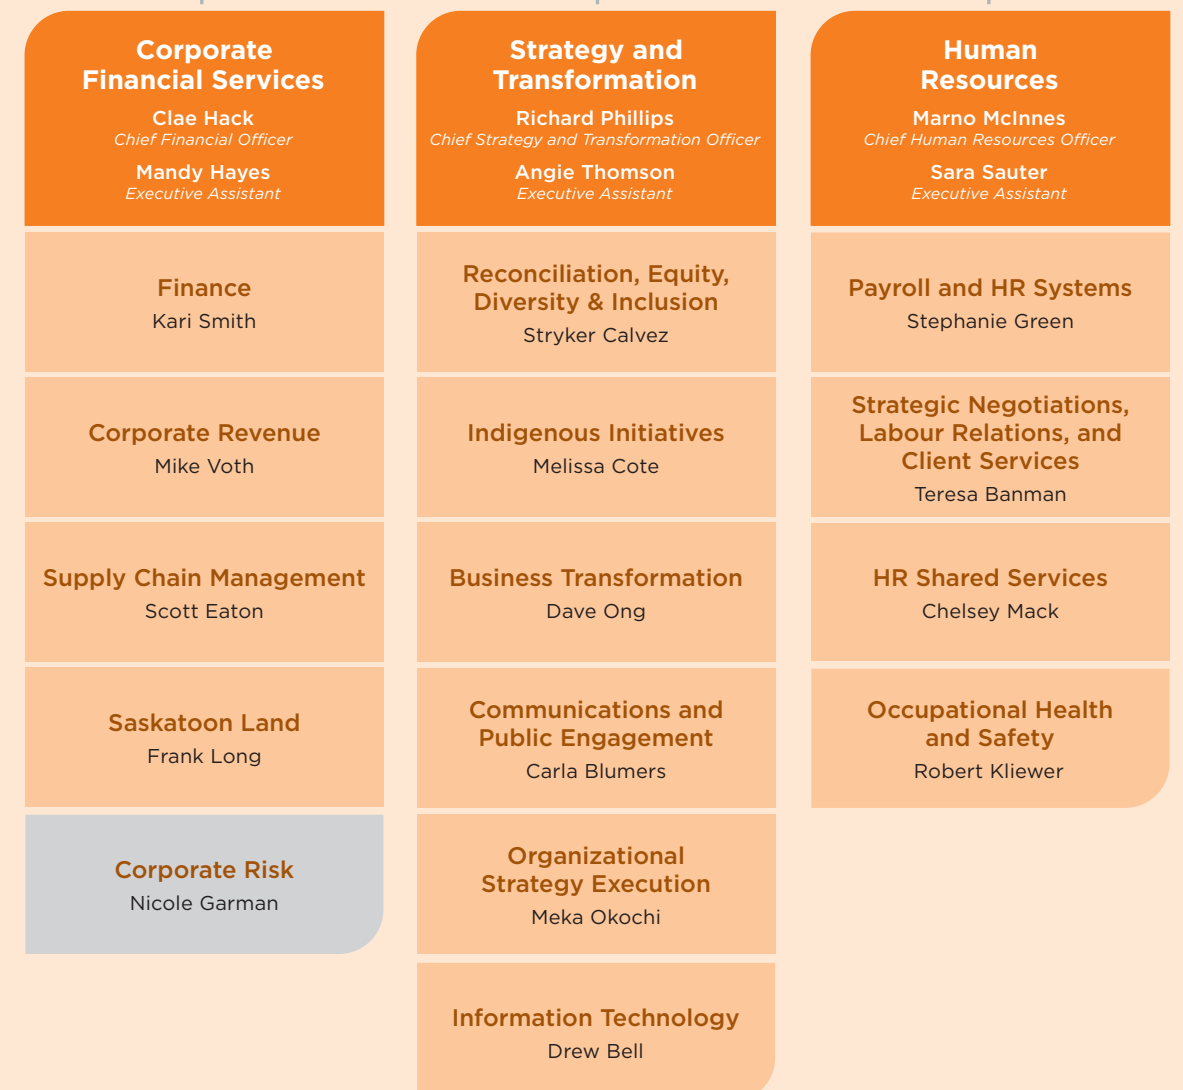 Corporate
Financial Services
Clae Hack
Chief Financial Officer
Mandy Hayes
Executive Assistant
Finance
Kari Smith
Corporate Revenue
Mike Voth
Supply Chain Management
Scott Eaton
Saskatoon Land
Frank Long
Corporate Risk
Nicole Garman
Strategy and
Transformation
Richard Phillips
Chief Strategy and Transformation Officer
Angie Thomson
Executive Assistant
Reconciliation, Equity,
Diversity & Inclusion
Stryker Calvez
Indigenous Initiatives
Melissa Cote
Business Transformation
Dave Ong
Communications and
Public Engagement
Carla Blumers
Organizational
Strategy Execution
Meka Okochi
Information Technology
Drew Bell
Human
Resources
Marno McInnes
Chief Human Resources Officer
Sara Sauter
Executive Assistant
Payroll and HR Systems
Stephanie Green
Strategic Negotiations,
Labour Relations, and
Client Services
Teresa Banman
HR Shared Services
Chelsey Mack
Occupational Health
and Safety
Robert Kliewer